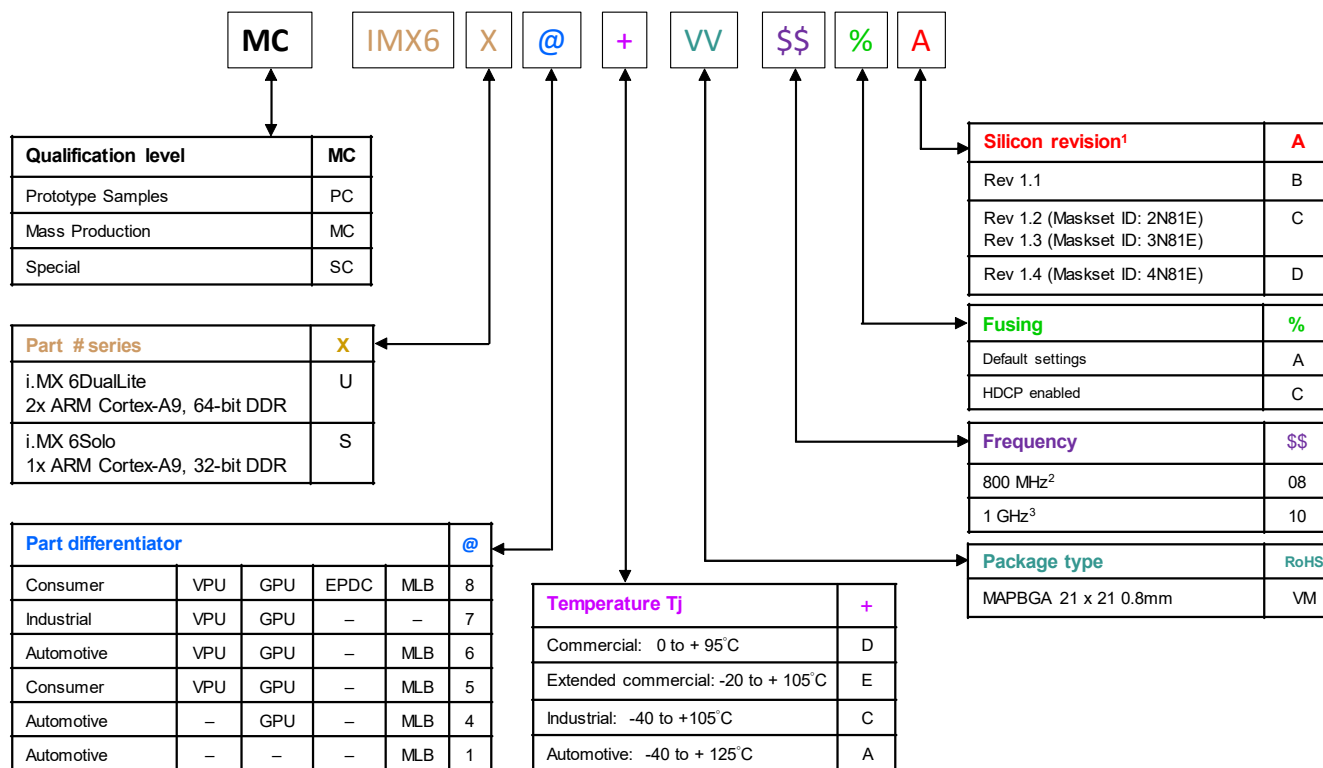 MC IMX6 X @ + VV $$ % A
Qualification level MC
Prototype Samples PC
Mass Production MC
Special SC
Part # series X
i.MX 6DualLite U
2x ARM Cortex-A9, 64-bit DDR
i.MX 6Solo S
1x ARM Cortex-A9, 32-bit DDR
Part differentiator @
Consumer VPU GPU EPDC MLB 8
Industrial VPU GPU – – 7
Automotive VPU GPU – MLB 6
Consumer VPU GPU – MLB 5
Automotive – GPU – MLB 4
Automotive – – – MLB 1
Temperature Tj +
Commercial: 0 to + 95°C D
Extended commercial: -20 to + 105°C E
Industrial: -40 to +105°C C
Automotive: -40 to + 125°C A
Silicon revision¹ A
Rev 1.1 B
Rev 1.2 (Maskset ID: 2N81E) C
Rev 1.3 (Maskset ID: 3N81E)
Rev 1.4 (Maskset ID: 4N81E) D
Fusing %
Default settings A
HDCP enabled C
Frequency $$
800 MHz² 08
1 GHz³ 10
Package type RoHS
MAPBGA 21 x 21 0.8mm VM